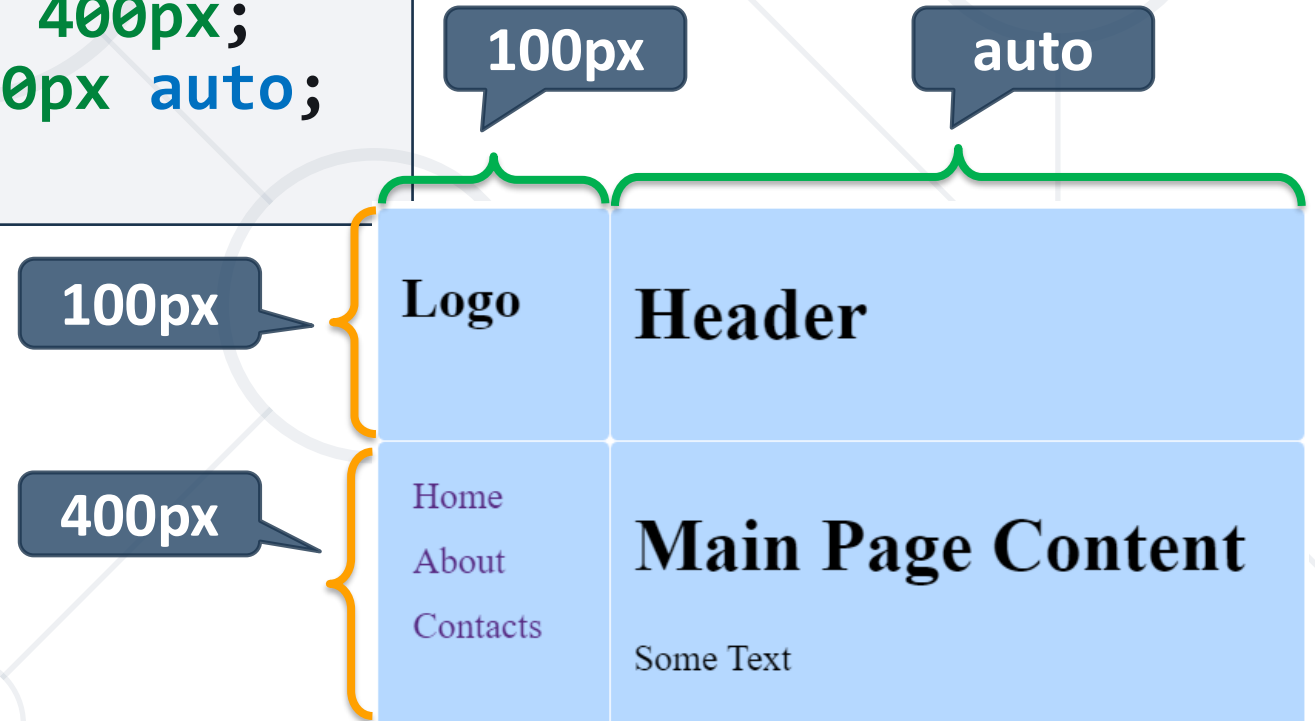 400px;
0px auto;
100px
auto
100px
Logo
Header
400px
Home
About
Contacts
Main Page Content
Some Text